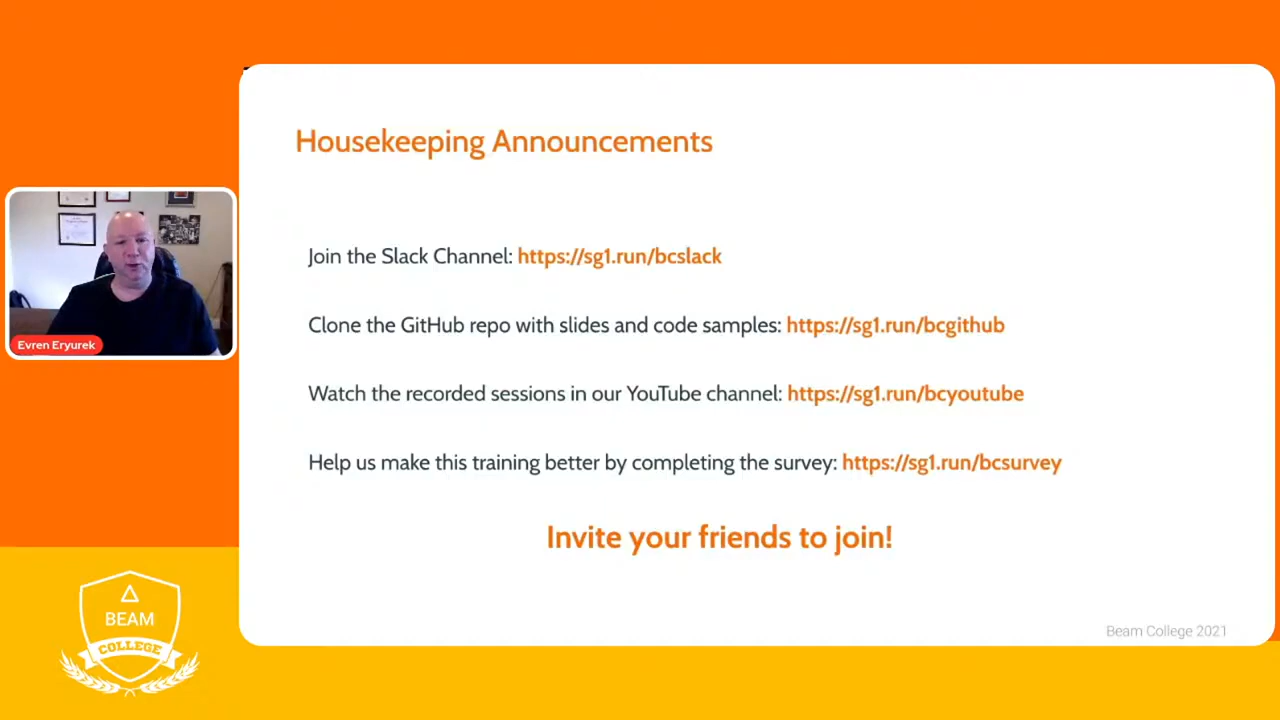 Housekeeping Announcements
Join the Slack Channel: https://sg1.run/bcslack
Clone the GitHub repo with slides and code samples: https://sg1.run/bcgithub
Watch the recorded sessions in our YouTube channel: https://sg1.run/bcyoutube
Help us make this training better by completing the survey: https://sg1.run/bcsurvey
Invite your friends to join!
Beam College 2021
Evren Eryurek
BEAM
COLLEGE